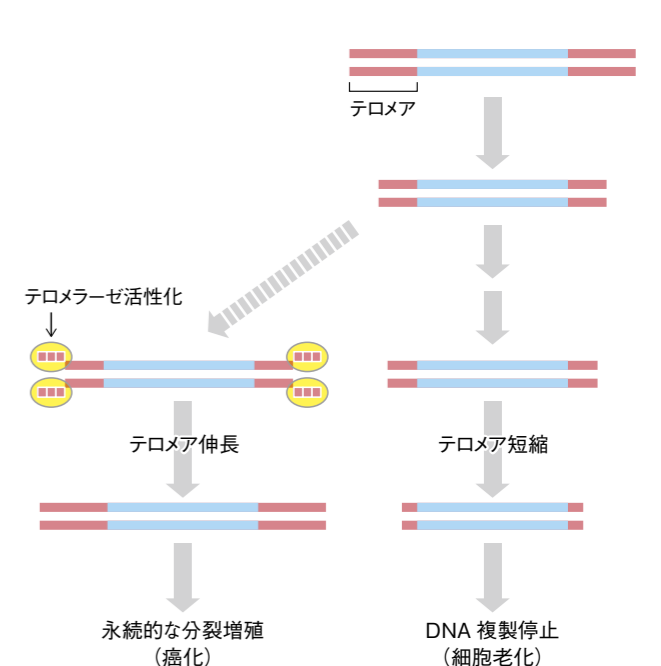 テロメア
テロメラーゼ活性化
テロメア伸長
テロメア短縮
永続的な分裂増殖
（癌化）
DNA 複製停止
（細胞老化）